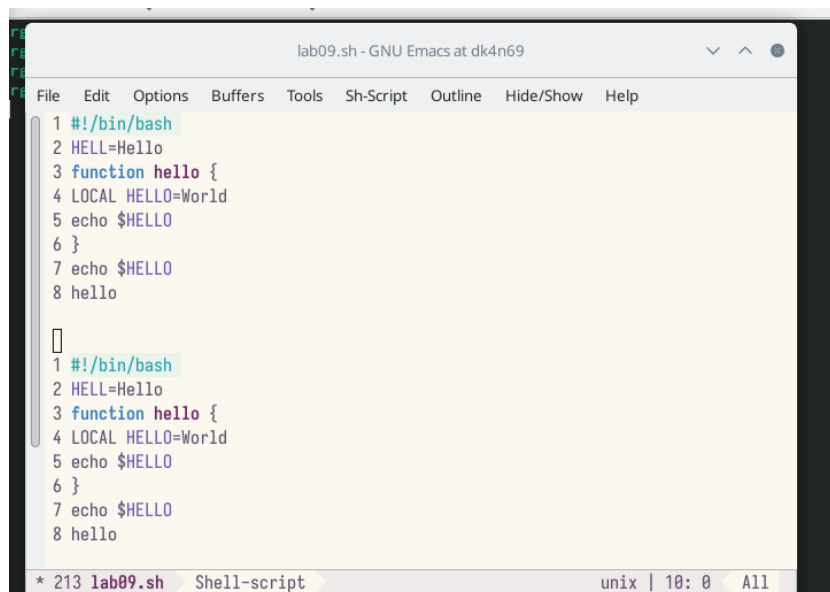 lab09.sh - GNU Emacs at dk4n69
File Edit Options Buffers Tools Sh-Script Outline Hide/Show Help
1 #!/bin/bash
2 HELL=Hello
3 function hello {
4 LOCAL HELLO=World
5 echo $HELLO
6 }
7 echo $HELLO
8 hello
1 #!/bin/bash
2 HELL=Hello
3 function hello {
4 LOCAL HELLO=World
5 echo $HELLO
6 }
7 echo $HELLO
8 hello
* 213 lab09.sh Shell-script unix | 10: 0 All